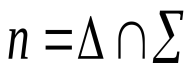 n = Δ ∩ Σ